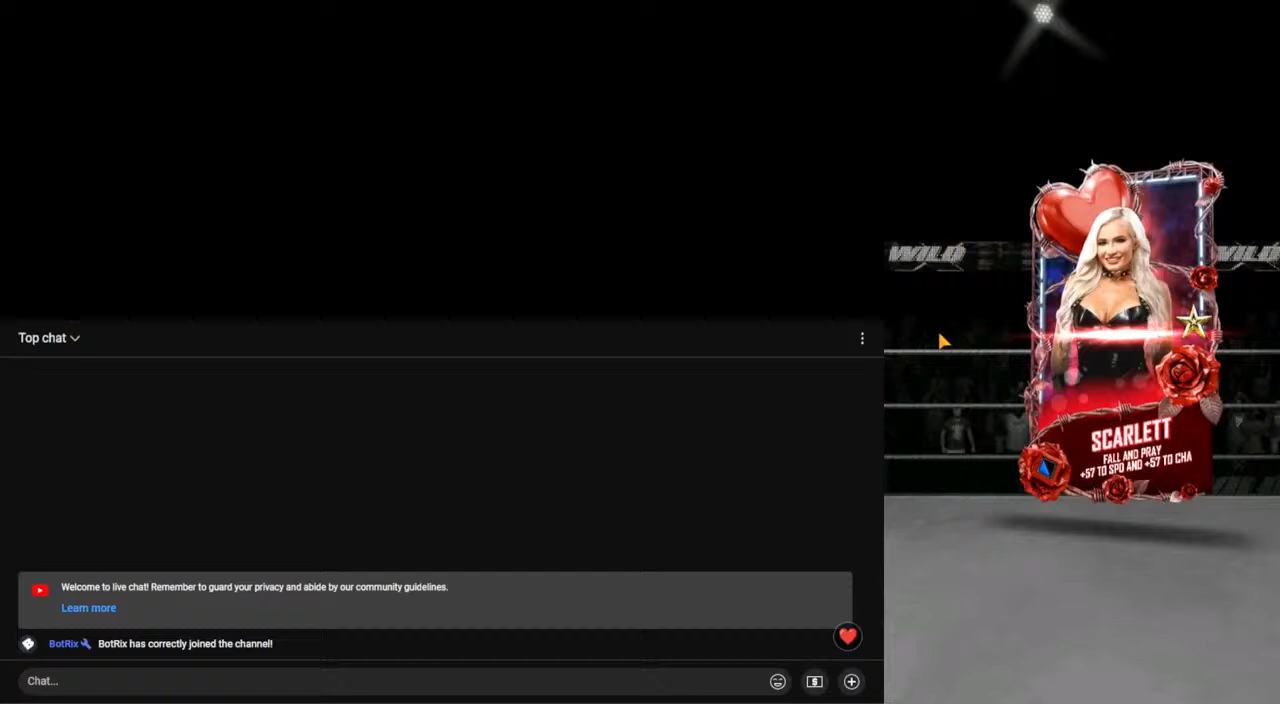 WILD
WILD
Top chat
SCARLETT
FALL AND PRAY
+57 TO SPD AND +57 TO CHA
Welcome to live chat! Remember to guard your privacy and abide by our community guidelines.
Learn more
BotRix BotRix has correctly joined the channel!
Chat...